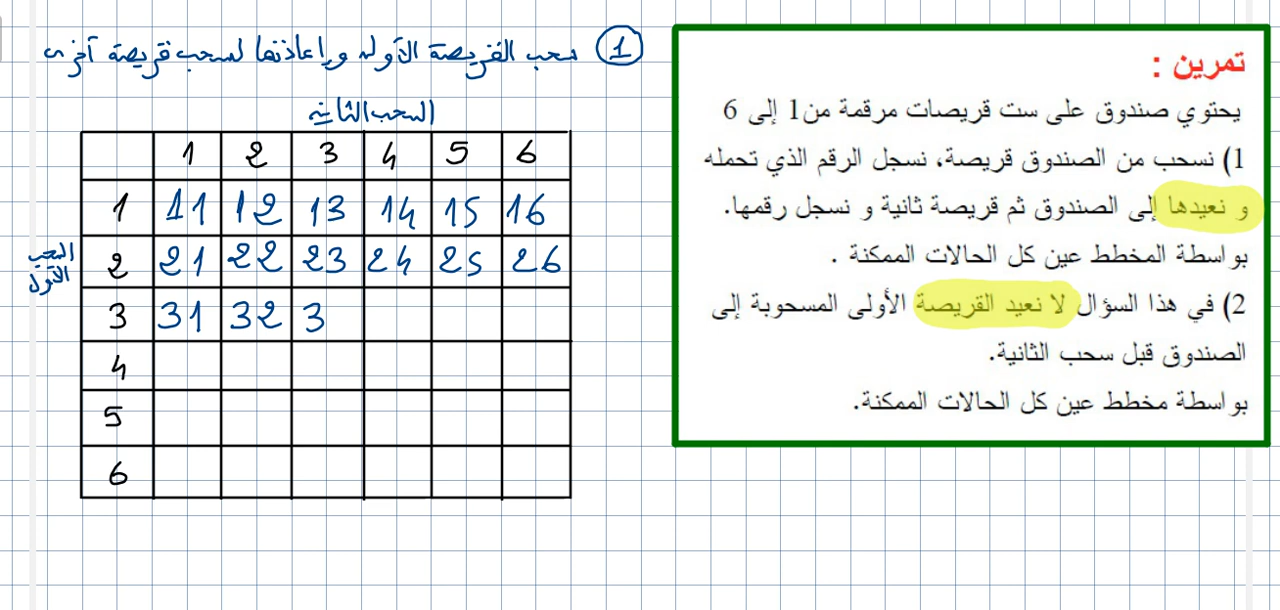 ① سحب القريصة الأولى وإعادتها لسحب قريصة أخرى
السحب الثانية
1 2 3 4 5 6
1 11 12 13 14 15 16
السحب الأول
2 21 22 23 24 25 26
3 31 32 3
4
5
6
تمرين :
يحتوي صندوق على ست قريصات مرقمة من 1 إلى 6
1) نسحب من الصندوق قريصة، نسجل الرقم الذي تحمله
و نعيدها إلى الصندوق ثم قريصة ثانية و نسجل رقمها.
بواسطة المخطط عين كل الحالات الممكنة .
2) في هذا السؤال لا نعيد القريصة الأولى المسحوبة إلى
الصندوق قبل سحب الثانية.
بواسطة مخطط عين كل الحالات الممكنة.